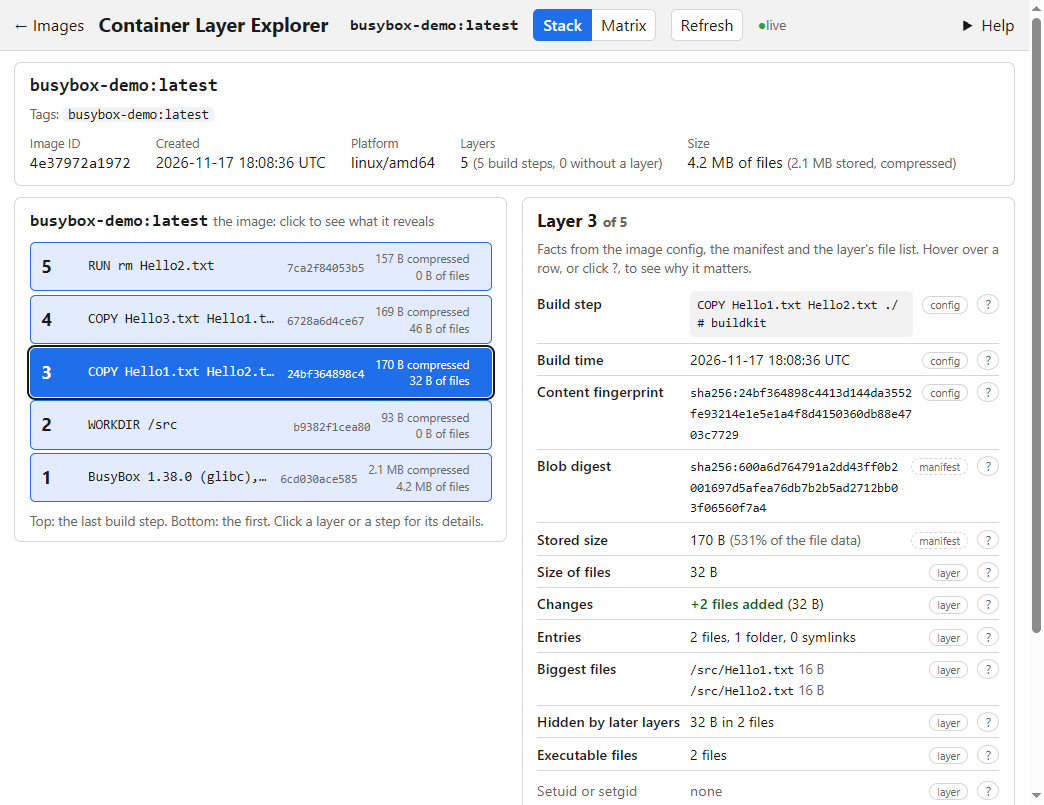 ← Images Container Layer Explorer busybox-demo:latest Stack Matrix Refresh ●live ▶ Help
busybox-demo:latest
Tags: busybox-demo:latest
Image ID Created Platform Layers Size
4e37972a1972 2026-11-17 18:08:36 UTC linux/amd64 5 (5 build steps, 0 without a layer) 4.2 MB of files (2.1 MB stored, compressed)
busybox-demo:latest the image: click to see what it reveals
5 RUN rm Hello2.txt 7ca2f84053b5 157 B compressed
0 B of files
4 COPY Hello3.txt Hello1.t… 6728a6d4ce67 169 B compressed
46 B of files
3 COPY Hello1.txt Hello2.t… 24bf364898c4 170 B compressed
32 B of files
2 WORKDIR /src b9382f1cea80 93 B compressed
0 B of files
1 BusyBox 1.38.0 (glibc),… 6cd030ace585 2.1 MB compressed
4.2 MB of files
Top: the last build step. Bottom: the first. Click a layer or a step for its details.
Layer 3 of 5
Facts from the image config, the manifest and the layer's file list. Hover over a
row, or click ?, to see why it matters.
Build step COPY Hello1.txt Hello2.txt ./ config ?
# buildkit
Build time 2026-11-17 18:08:36 UTC config ?
Content fingerprint sha256:24bf364898c4413d144da3552 config ?
fe93214e1e5e1a4f8d4150360db88e47
03c7729
Blob digest sha256:600a6d764791a2dd43ff0b2 manifest ?
001697d5afea76db7b2b5ad2712bb0
3f06560f7a4
Stored size 170 B (531% of the file data) manifest ?
Size of files 32 B layer ?
Changes +2 files added (32 B) layer ?
Entries 2 files, 1 folder, 0 symlinks layer ?
Biggest files /src/Hello1.txt 16 B layer ?
/src/Hello2.txt 16 B
Hidden by later layers 32 B in 2 files layer ?
Executable files 2 files layer ?
Setuid or setgid none layer ?